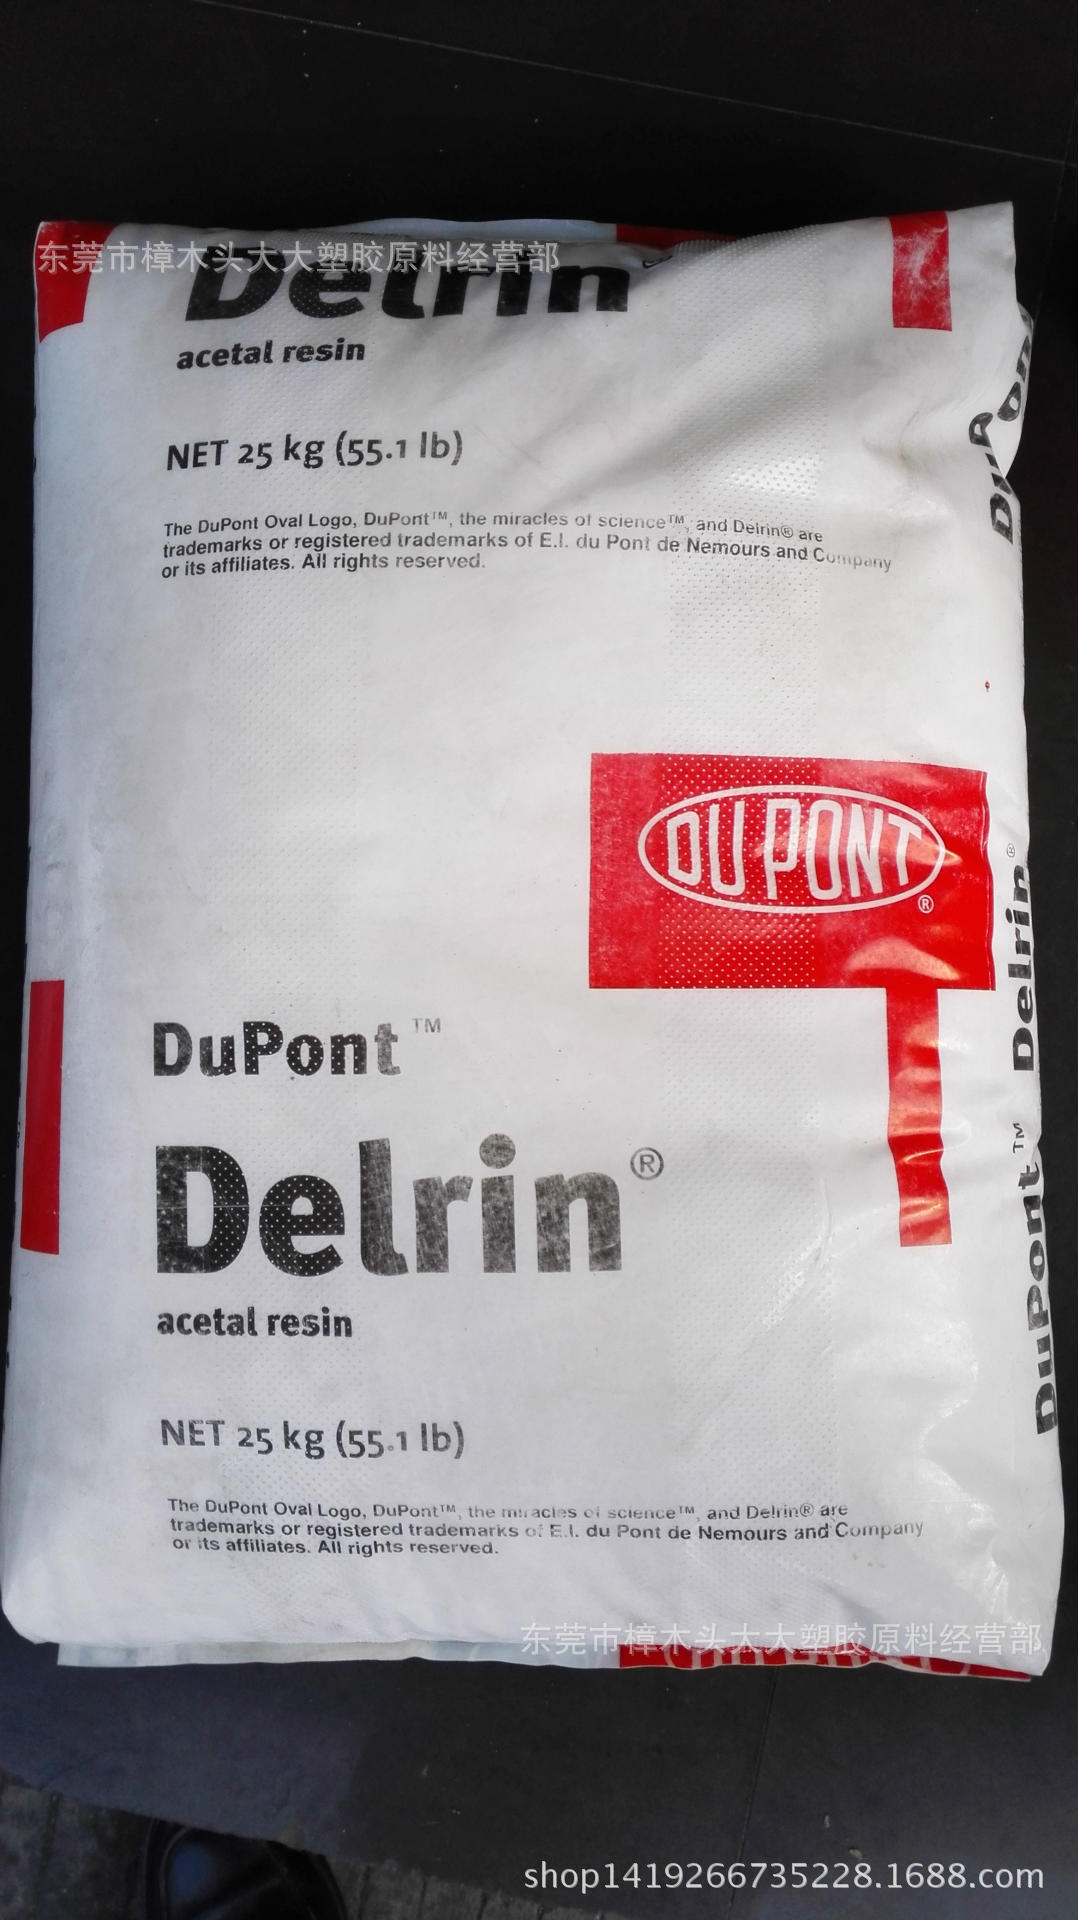 东莞市樟木头大大塑胶原料经营部
Delrin
acetal resin
NET 25 kg (55.1 lb)
The DuPont Oval Logo, DuPont™, the miracles of science™, and Delrin® are
trademarks or registered trademarks of E.I. du Pont de Nemours and Company
or its affiliates. All rights reserved.
DuPont
DU PONT®
DuPont™
Delrin®
acetal resin
NET 25 kg (55.1 lb)
The DuPont Oval Logo, DuPont™, the miracles of science™, and Delrin® are
trademarks or registered trademarks of E.I. du Pont de Nemours and Company
or its affiliates. All rights reserved.
DuPont™ Delrin®
东莞市樟木头大大塑胶原料经营部
shop1419266735228.1688.com